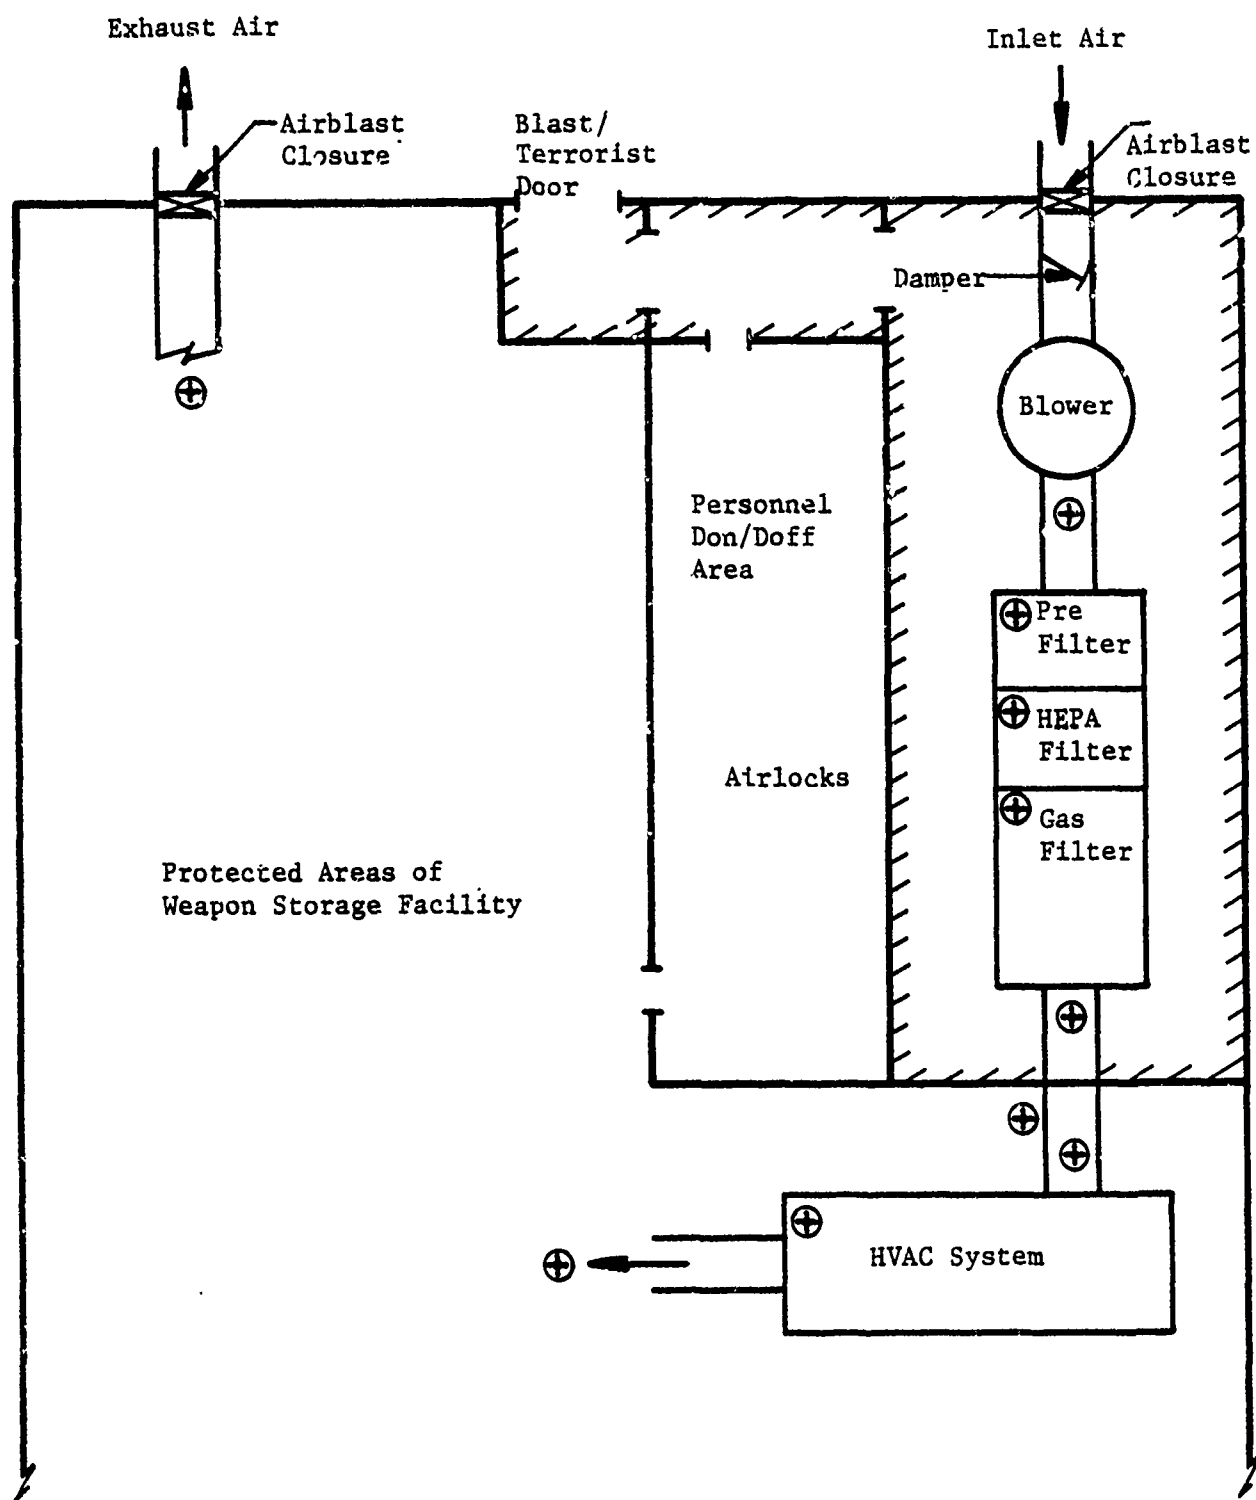 Exhaust Air
Inlet Air
Airblast
Closure
Blast/
Terrorist
Door
Airblast
Closure
Damper
Blower
Personnel
Don/Doff
Area
Pre
Filter
HEPA
Filter
Airlocks
Gas
Filter
Protected Areas of
Weapon Storage Facility
HVAC System